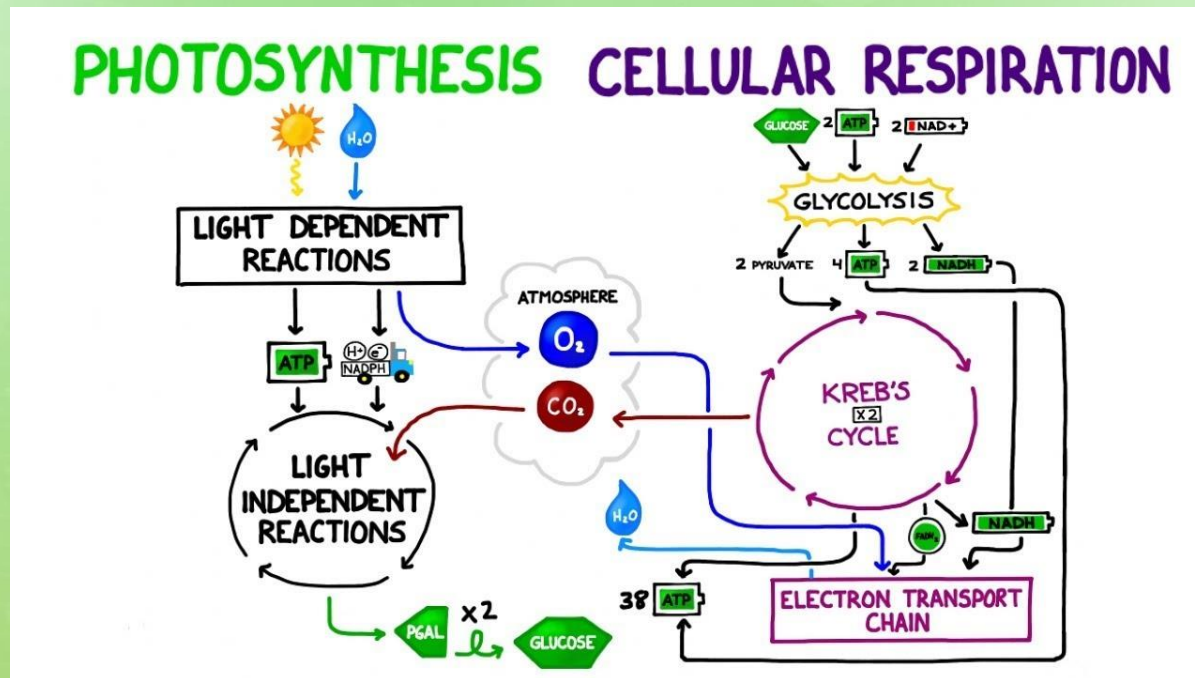 PHOTOSYNTHESIS
H₂O
LIGHT DEPENDENT
REACTIONS
ATP
H+ e-
NADPH
LIGHT
INDEPENDENT
REACTIONS
PGAL
X2
GLUCOSE
ATMOSPHERE
O₂
CO₂
CELLULAR RESPIRATION
GLUCOSE
2 ATP
2 NAD+
GLYCOLYSIS
2 PYRUVATE
4 ATP
2 NADH
KREB'S
X2
CYCLE
H₂O
FADH₂
NADH
38 ATP
ELECTRON TRANSPORT
CHAIN